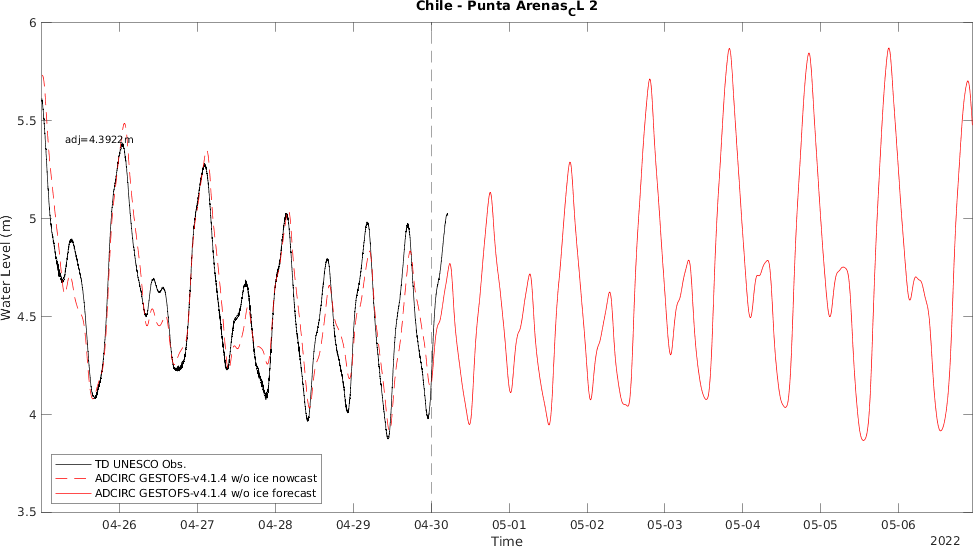 Chile - Punta Arenas_CL 2
6
5.5
5
4.5
4
3.5
Water Level (m)
adj=4.3922m
TD UNESCO Obs.
ADCIRC GESTOFS-v4.1.4 w/o ice nowcast
ADCIRC GESTOFS-v4.1.4 w/o ice forecast
04-26 04-27 04-28 04-29 04-30 05-01 05-02 05-03 05-04 05-05 05-06
Time
2022